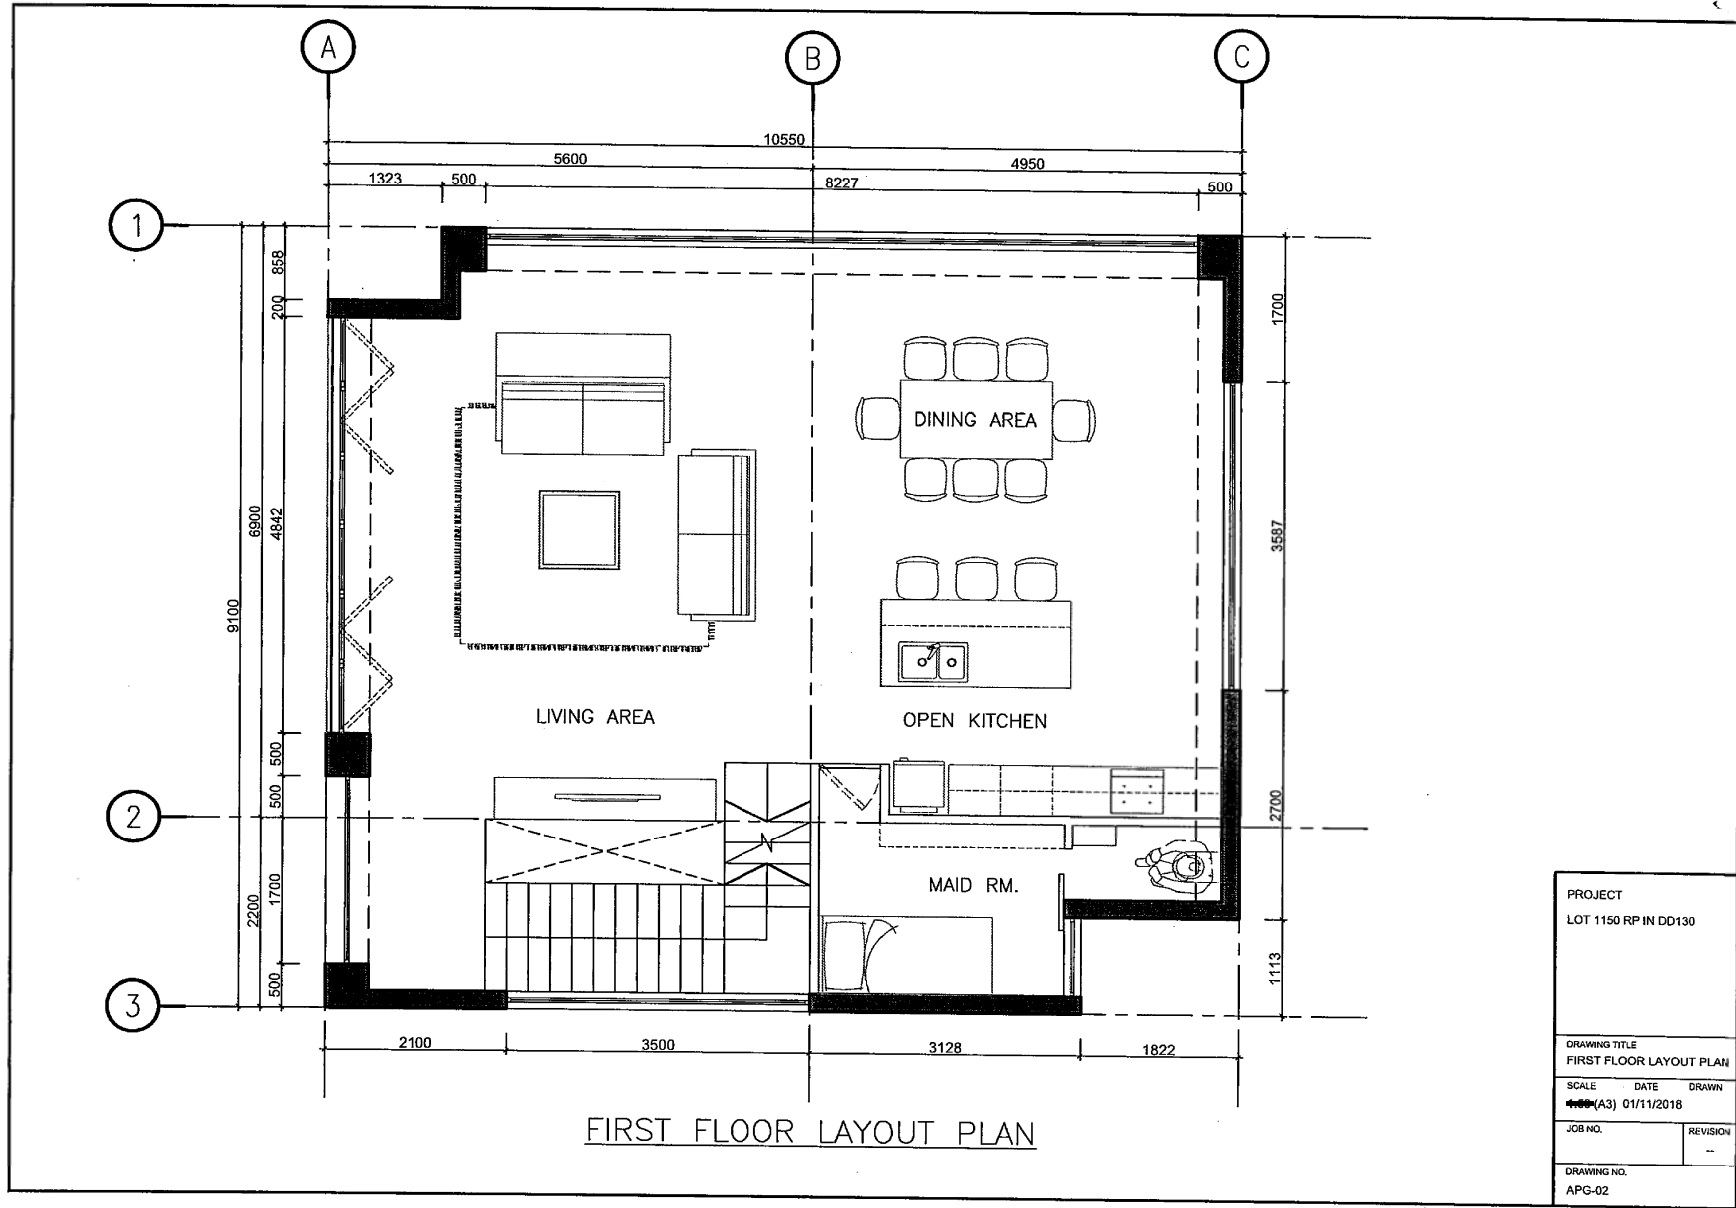 A
B
C
10550
5600
4950
1323
500
8227
500
1
858
200
1700
6900
4842
9100
3587
DINING AREA
LIVING AREA
OPEN KITCHEN
500
500
2
2700
2200
1700
MAID RM.
500
1113
3
2100
3500
3128
1822
FIRST FLOOR LAYOUT PLAN
PROJECT
LOT 1150 RP IN DD130
DRAWING TITLE
FIRST FLOOR LAYOUT PLAN
SCALE DATE DRAWN
(A3) 01/11/2018
JOB NO. REVISION
--
DRAWING NO.
APG-02